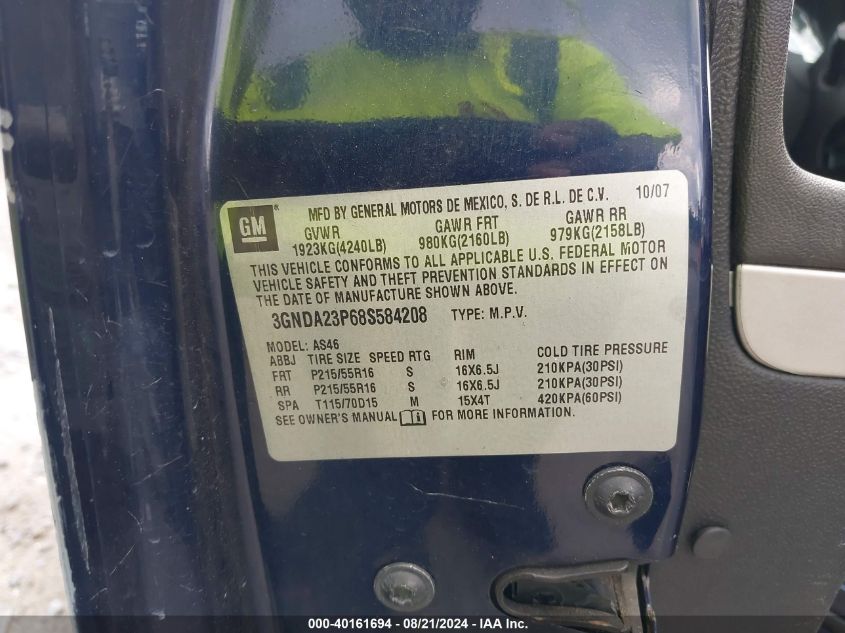 GM ®
MFD BY GENERAL MOTORS DE MEXICO, S. DE R.L. DE C.V. 10/07
GVWR GAWR FRT GAWR RR
1923KG(4240LB) 980KG(2160LB) 979KG(2158LB)
THIS VEHICLE CONFORMS TO ALL APPLICABLE U.S. FEDERAL MOTOR
VEHICLE SAFETY AND THEFT PREVENTION STANDARDS IN EFFECT ON
THE DATE OF MANUFACTURE SHOWN ABOVE.
3GNDA23P68S584208 TYPE: M.P.V.
MODEL: AS46
ABBJ TIRE SIZE SPEED RTG RIM COLD TIRE PRESSURE
FRT P215/55R16 S 16X6.5J 210KPA(30PSI)
RR P215/55R16 S 16X6.5J 210KPA(30PSI)
SPA T115/70D15 M 15X4T 420KPA(60PSI)
SEE OWNER'S MANUAL FOR MORE INFORMATION.
000-40161694 - 08/21/2024 - IAA Inc.